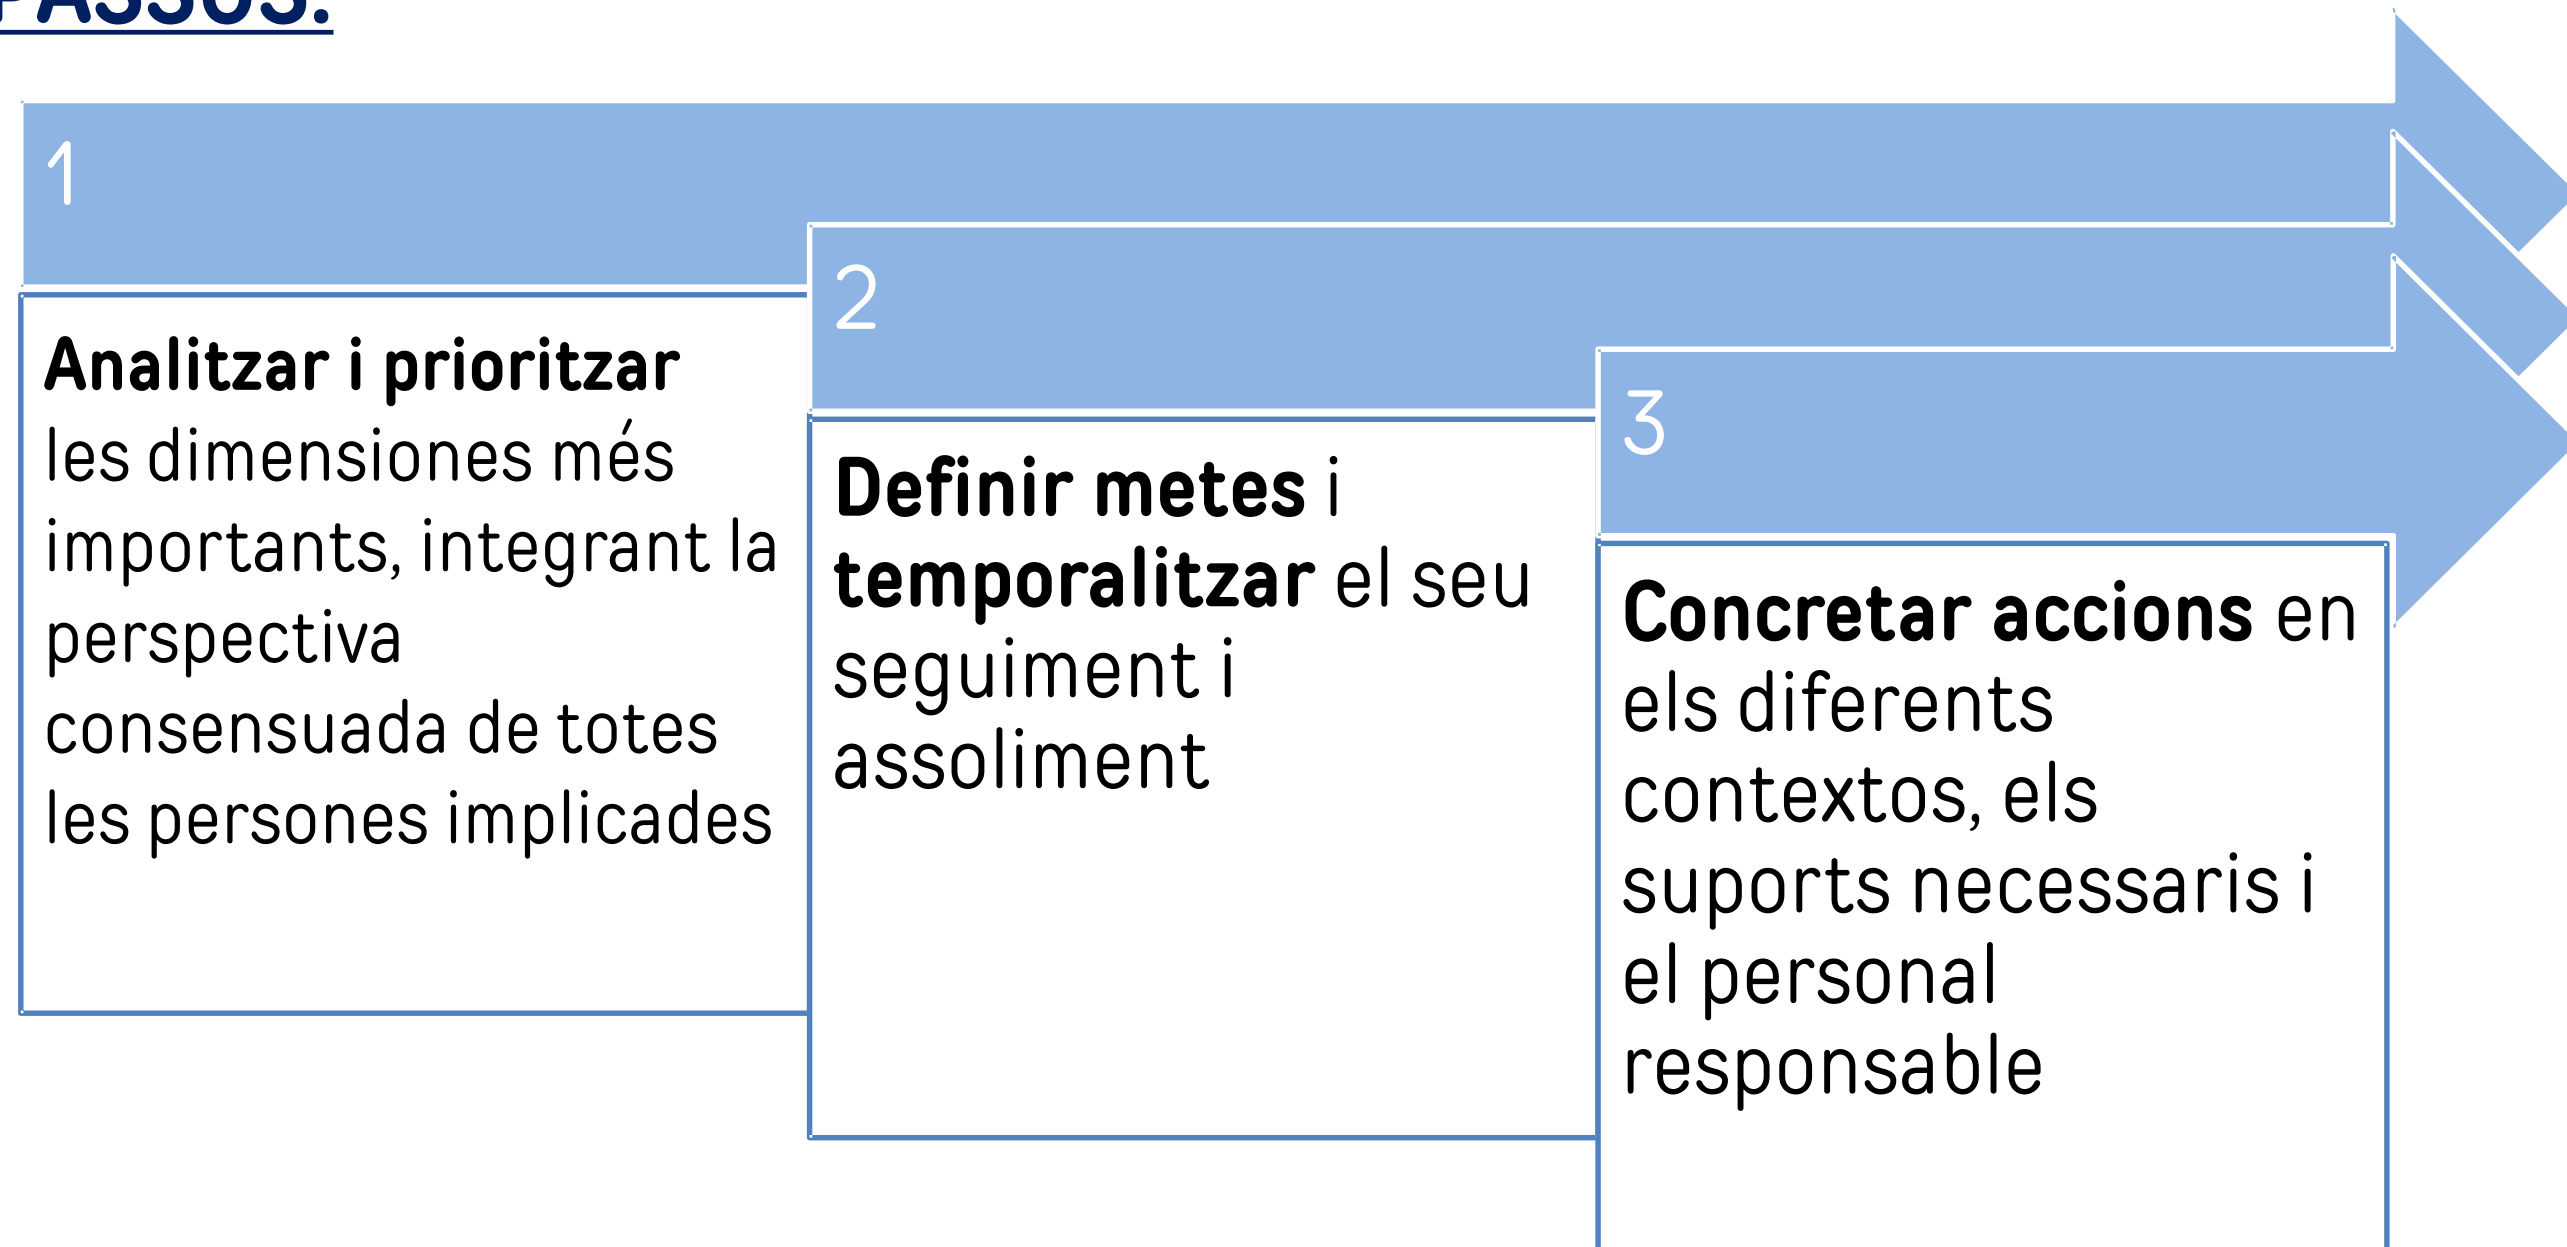 PASSOS:
1
Analitzar i prioritzar
les dimensiones més
importants, integrant la
perspectiva
consensuada de totes
les persones implicades
2
Definir metes i
temporalitzar el seu
seguiment i
assoliment
3
Concretar accions en
els diferents
contextos, els
suports necessaris i
el personal
responsable